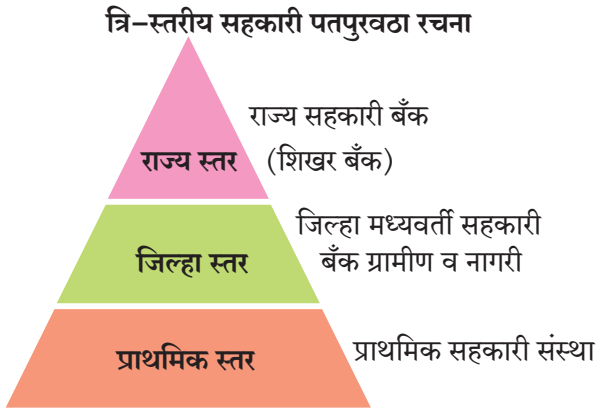 त्रि–स्तरीय सहकारी पतपुरवठा रचना
राज्य सहकारी बँक
राज्य स्तर (शिखर बँक)
जिल्हा मध्यवर्ती सहकारी
जिल्हा स्तर बँक ग्रामीण व नागरी
प्राथमिक स्तर प्राथमिक सहकारी संस्था